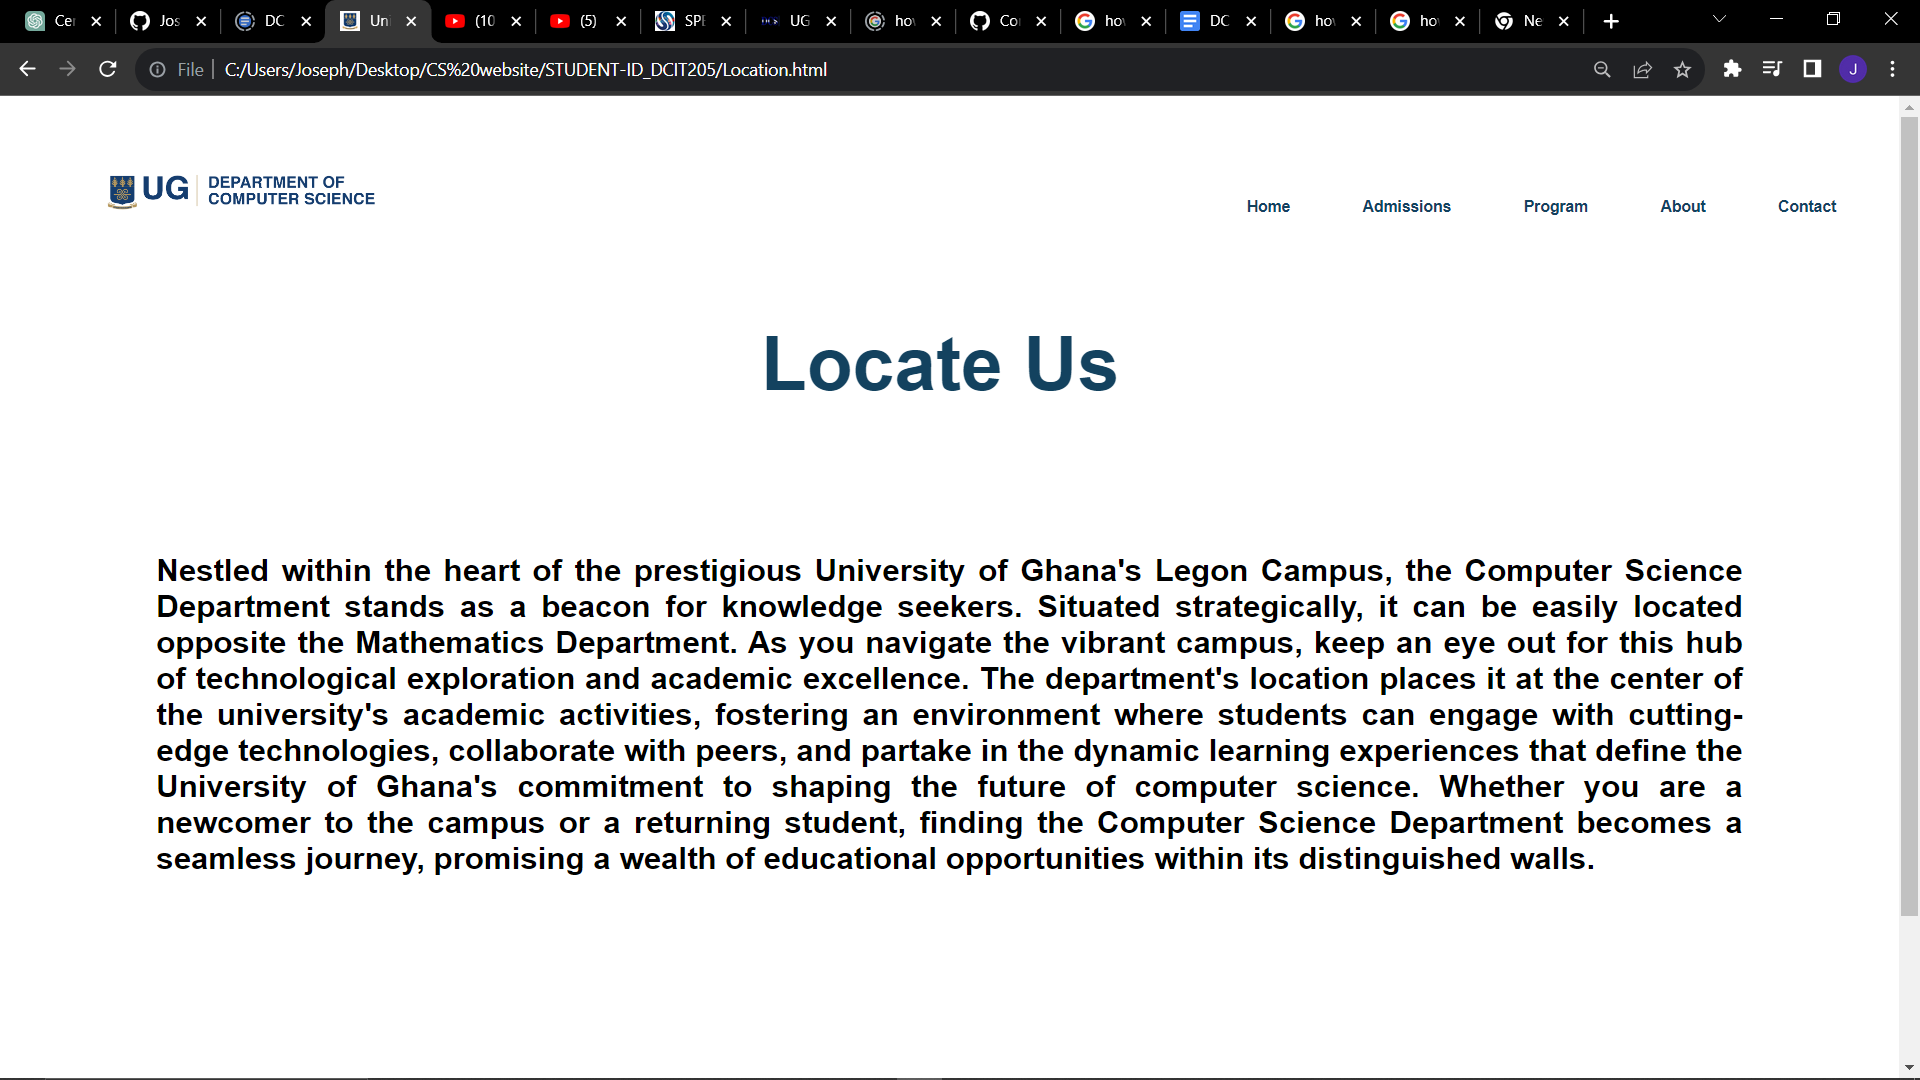 Cer
Jos
DC
Uni
(10
(5)
SPE
UG
hov
Co
hov
DC
hov
hov
Ne
File
C:/Users/Joseph/Desktop/CS%20website/STUDENT-ID_DCIT205/Location.html
J
UG
DEPARTMENT OF
COMPUTER SCIENCE
Home
Admissions
Program
About
Contact
Locate Us
Nestled within the heart of the prestigious University of Ghana's Legon Campus, the Computer Science
Department stands as a beacon for knowledge seekers. Situated strategically, it can be easily located
opposite the Mathematics Department. As you navigate the vibrant campus, keep an eye out for this hub
of technological exploration and academic excellence. The department's location places it at the center of
the university's academic activities, fostering an environment where students can engage with cutting-
edge technologies, collaborate with peers, and partake in the dynamic learning experiences that define the
University of Ghana's commitment to shaping the future of computer science. Whether you are a
newcomer to the campus or a returning student, finding the Computer Science Department becomes a
seamless journey, promising a wealth of educational opportunities within its distinguished walls.